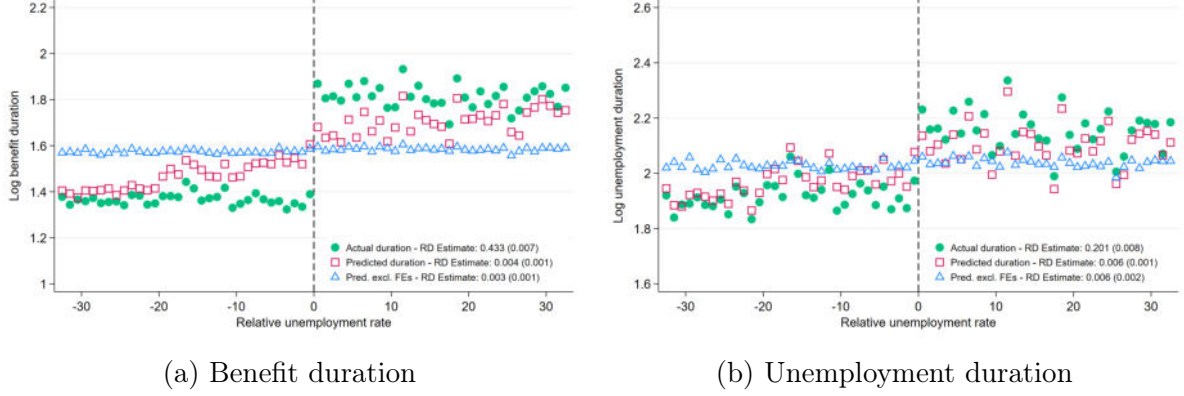 2.2
2
1.8
1.6
1.4
1.2
1
Log benefit duration
Actual duration - RD Estimate: 0.433 (0.007)
Predicted duration - RD Estimate: 0.004 (0.001)
Pred. excl. FEs - RD Estimate: 0.003 (0.001)
-30 -20 -10 0 10 20 30
Relative unemployment rate
(a) Benefit duration
2.6
2.4
2.2
2
1.8
1.6
Log unemployment duration
Actual duration - RD Estimate: 0.201 (0.008)
Predicted duration - RD Estimate: 0.006 (0.001)
Pred. excl. FEs - RD Estimate: 0.006 (0.002)
-30 -20 -10 0 10 20 30
Relative unemployment rate
(b) Unemployment duration